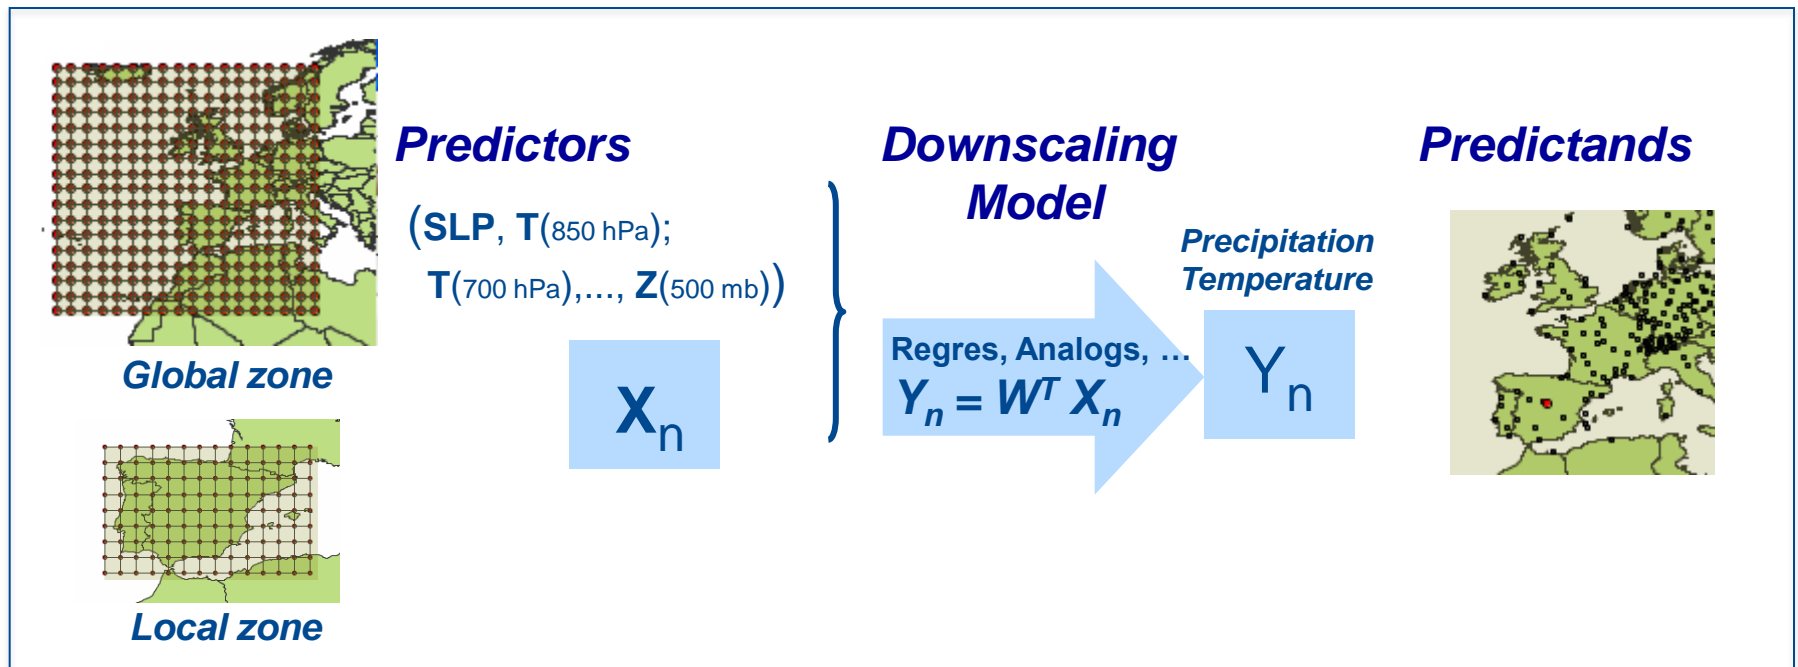 Global zone
Local zone
Predictors
(SLP, T(850 hPa);
T(700 hPa),..., Z(500 mb))
Xn
Downscaling
Model
Regres, Analogs, ...
Yn = W^T Xn
Precipitation
Temperature
Yn
Predictands